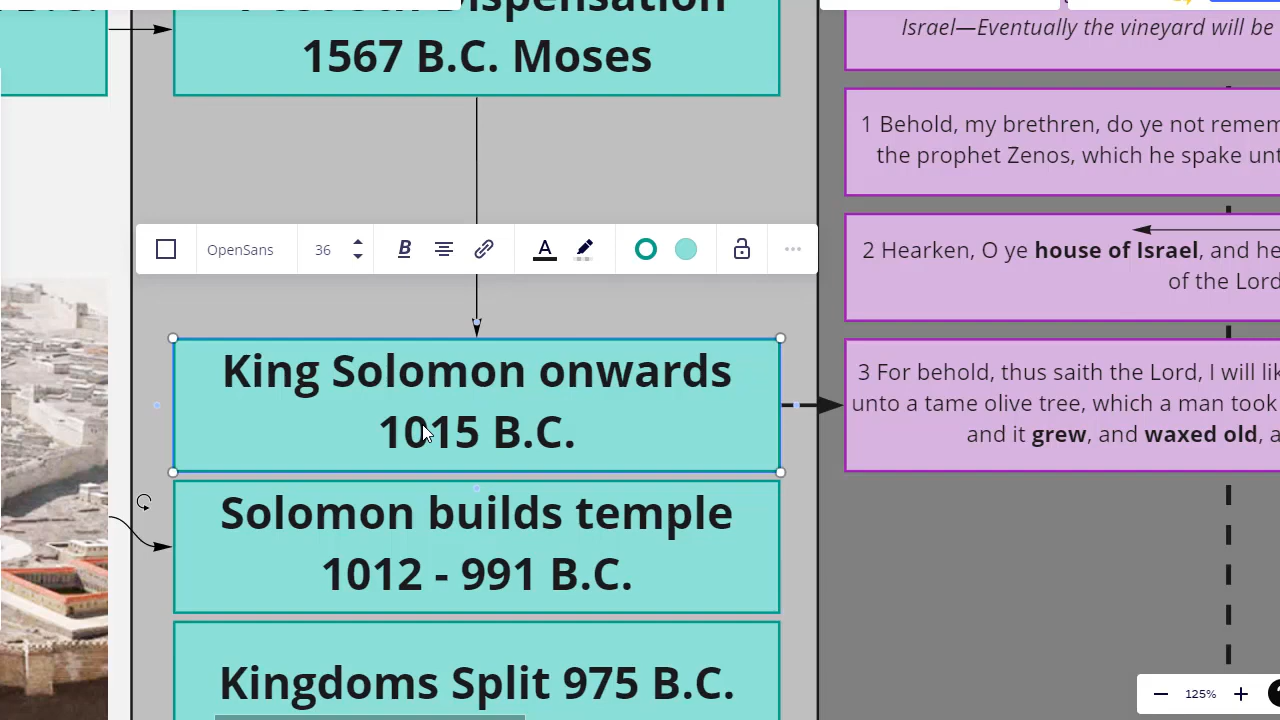 Dispensation
1567 B.C. Moses
OpenSans
36
B
A
King Solomon onwards
1015 B.C.
Solomon builds temple
1012 - 991 B.C.
Kingdoms Split 975 B.C.
Israel—Eventually the vineyard will be
1 Behold, my brethren, do ye not remem
the prophet Zenos, which he spake unt
2 Hearken, O ye house of Israel, and he
of the Lord
3 For behold, thus saith the Lord, I will lik
unto a tame olive tree, which a man took
and it grew, and waxed old, a
125%